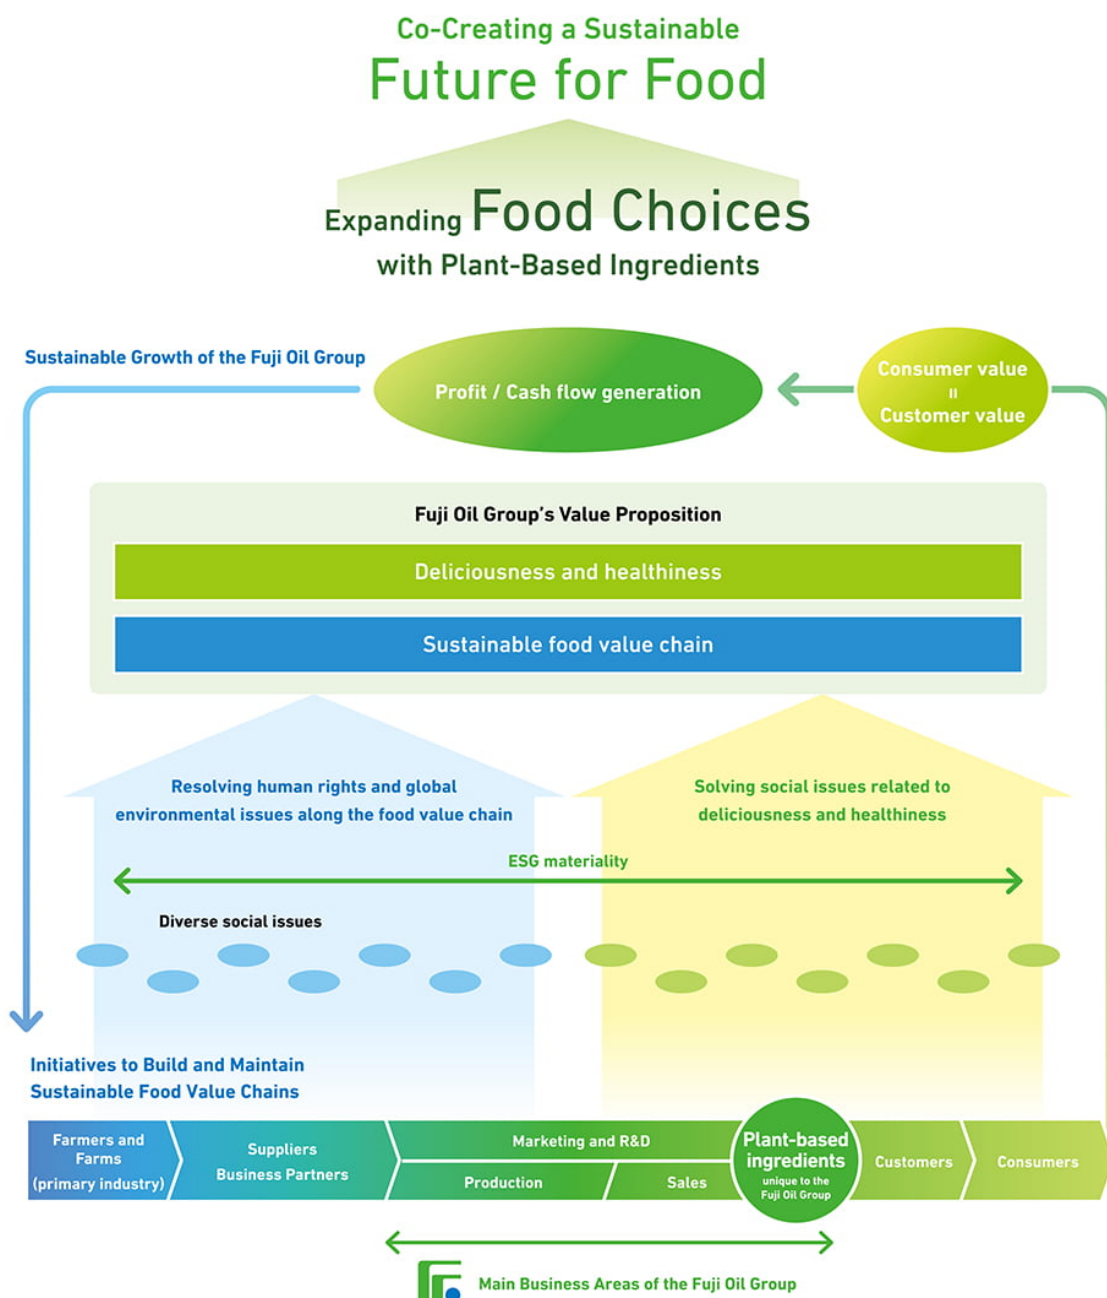 Co-Creating a Sustainable
Future for Food
Expanding Food Choices
with Plant-Based Ingredients
Sustainable Growth of the Fuji Oil Group
Profit / Cash flow generation
Consumer value
=
Customer value
Fuji Oil Group's Value Proposition
Deliciousness and healthiness
Sustainable food value chain
Resolving human rights and global
environmental issues along the food value chain
Solving social issues related to
deliciousness and healthiness
ESG materiality
Diverse social issues
Initiatives to Build and Maintain
Sustainable Food Value Chains
Farmers and
Farms
(primary industry)
Suppliers
Business Partners
Marketing and R&D
Production
Sales
Plant-based
ingredients
unique to the
Fuji Oil Group
Customers
Consumers
Main Business Areas of the Fuji Oil Group